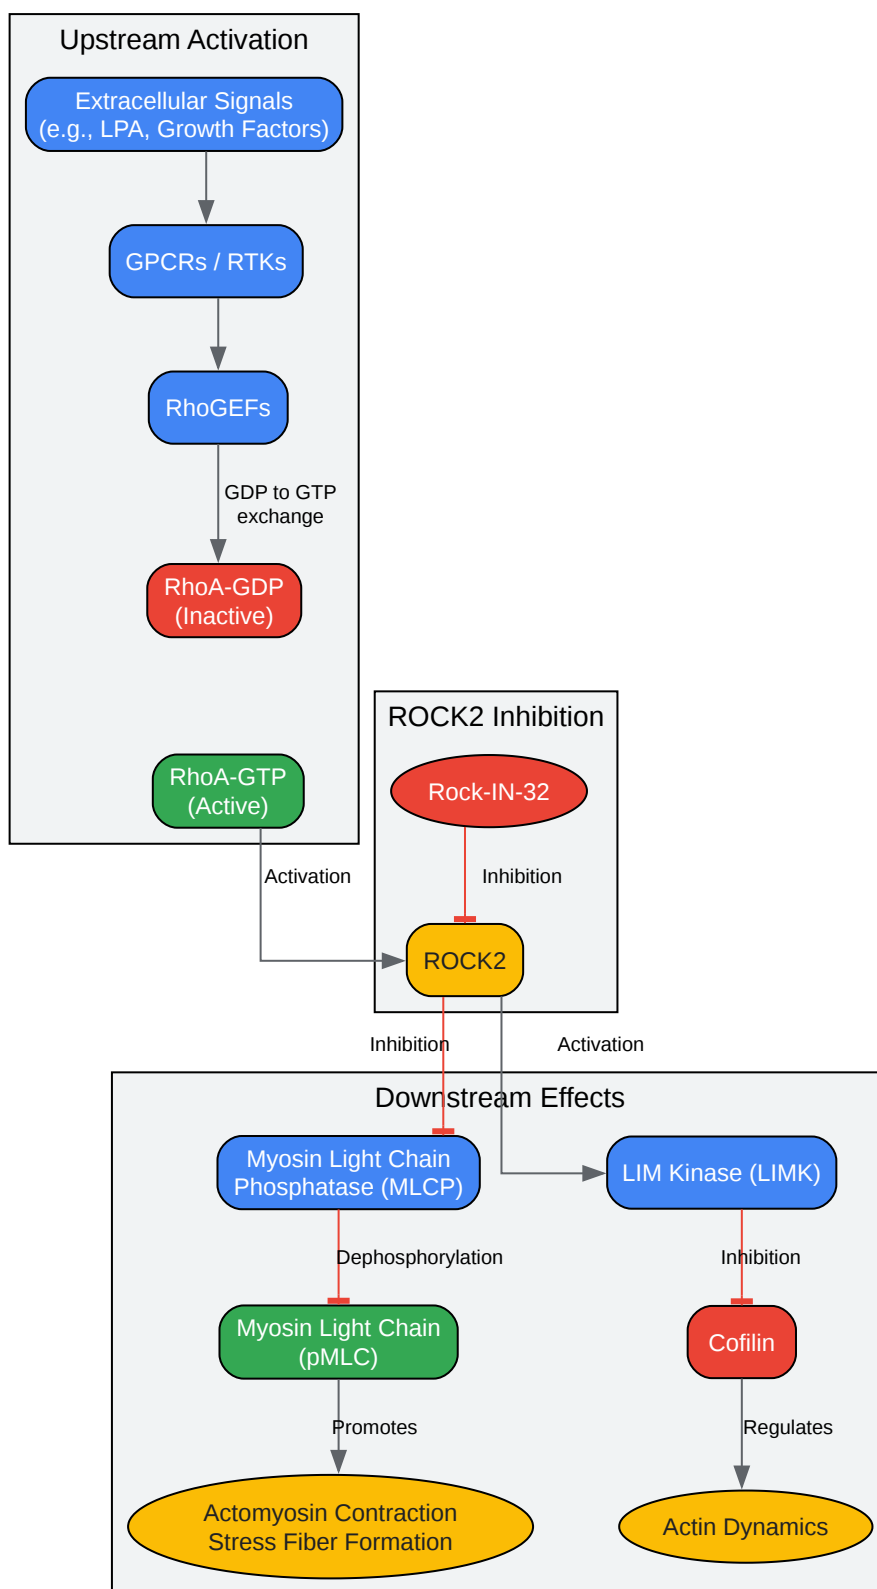 Upstream Activation
Extracellular Signals
(e.g., LPA, Growth Factors)
GPCRs / RTKs
RhoGEFs
GDP to GTP
exchange
RhoA-GDP
(Inactive)
RhoA-GTP
(Active)
Activation
ROCK2 Inhibition
Rock-IN-32
Inhibition
ROCK2
Inhibition
Activation
Downstream Effects
Myosin Light Chain
Phosphatase (MLCP)
LIM Kinase (LIMK)
Dephosphorylation
Inhibition
Myosin Light Chain
(pMLC)
Cofilin
Promotes
Regulates
Actomyosin Contraction
Stress Fiber Formation
Actin Dynamics